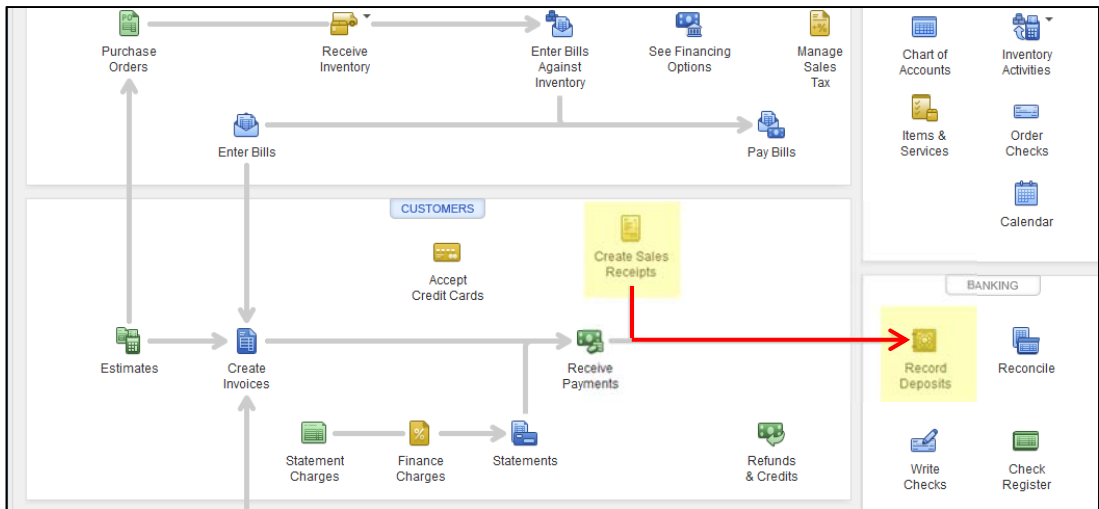 Purchase
Orders
Receive
Inventory
Enter Bills
Against
Inventory
See Financing
Options
Manage
Sales
Tax
Enter Bills
Pay Bills
CUSTOMERS
Create Sales
Receipts
Accept
Credit Cards
Estimates
Create
Invoices
Receive
Payments
Statement
Charges
Finance
Charges
Statements
Refunds
& Credits
Chart of
Accounts
Inventory
Activities
Items &
Services
Order
Checks
Calendar
BANKING
Record
Deposits
Reconcile
Write
Checks
Check
Register